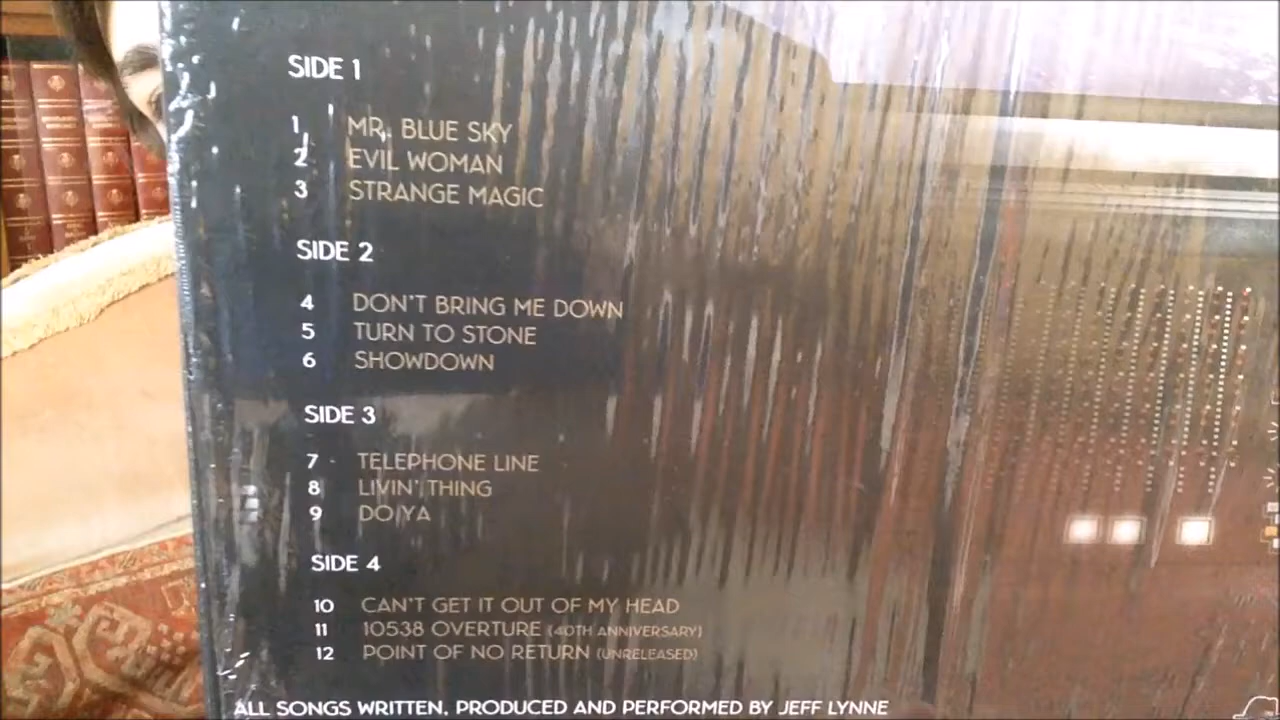 SIDE 1
1 MR. BLUE SKY
2 EVIL WOMAN
3 STRANGE MAGIC
SIDE 2
4 DON'T BRING ME DOWN
5 TURN TO STONE
6 SHOWDOWN
SIDE 3
7 TELEPHONE LINE
8 LIVIN' THING
9 DO YA
SIDE 4
10 CAN'T GET IT OUT OF MY HEAD
11 10538 OVERTURE (40TH ANNIVERSARY)
12 POINT OF NO RETURN (UNRELEASED)
ALL SONGS WRITTEN, PRODUCED AND PERFORMED BY JEFF LYNNE